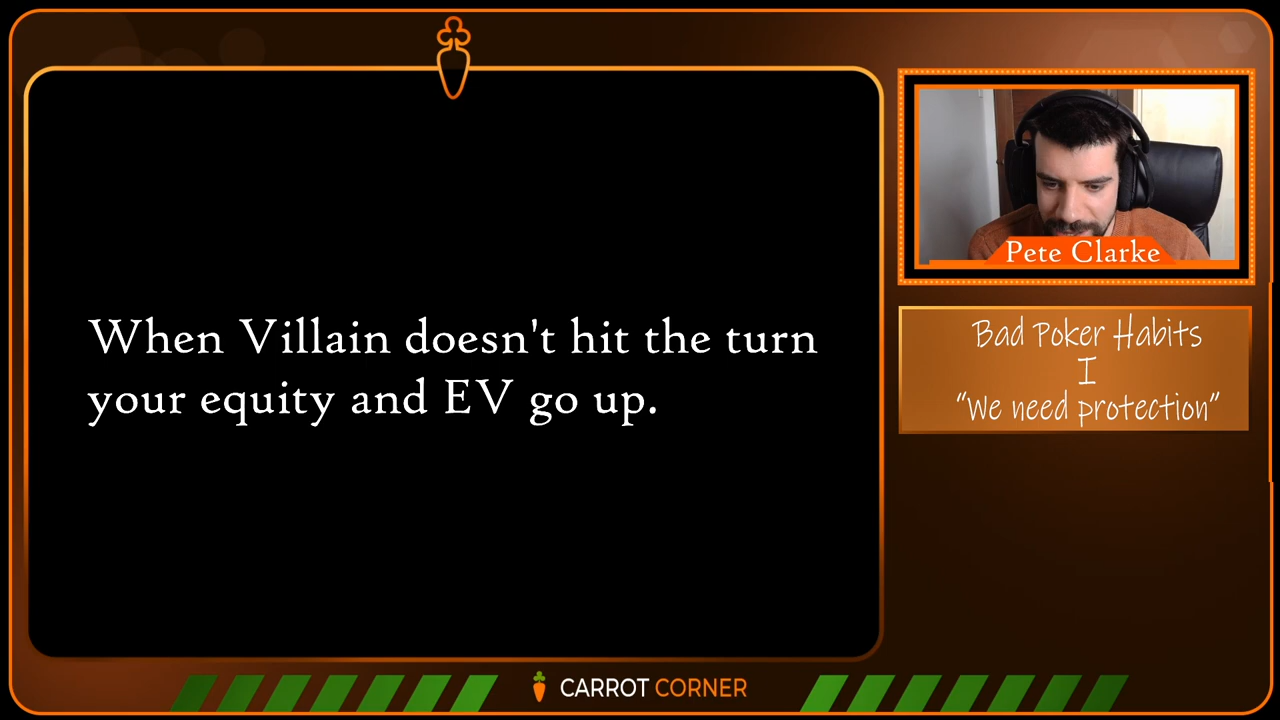 When Villain doesn't hit the turn
your equity and EV go up.
Pete Clarke
Bad Poker Habits
I
“We need protection”
CARROT CORNER